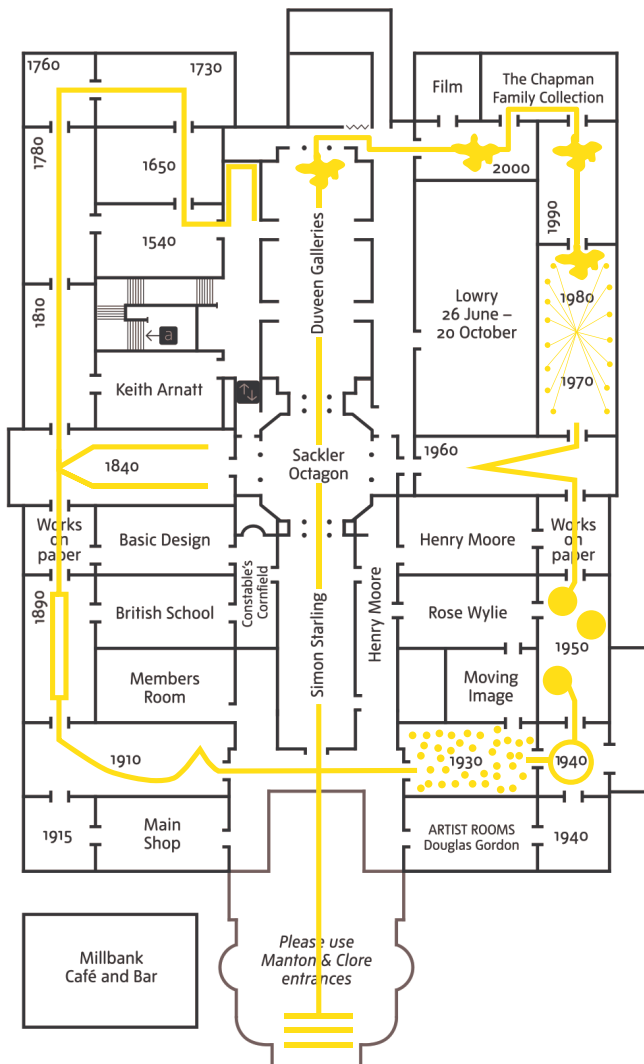 1760
1730
Film
The Chapman
Family Collection
1780
1650
2000
1990
1540
Duveen Galleries
1810
Lowry
26 June –
20 October
1980
a
1970
Keith Arnatt
1840
Sackler
Octagon
1960
Works
on
paper
Basic Design
Henry Moore
Works
on
paper
1890
British School
Constable's
Cornfield
Simon Starling
Henry Moore
Rose Wylie
1950
Members
Room
Moving
Image
1910
1930
1940
1915
Main
Shop
ARTIST ROOMS
Douglas Gordon
1940
Please use
Manton & Clore
entrances
Millbank
Café and Bar